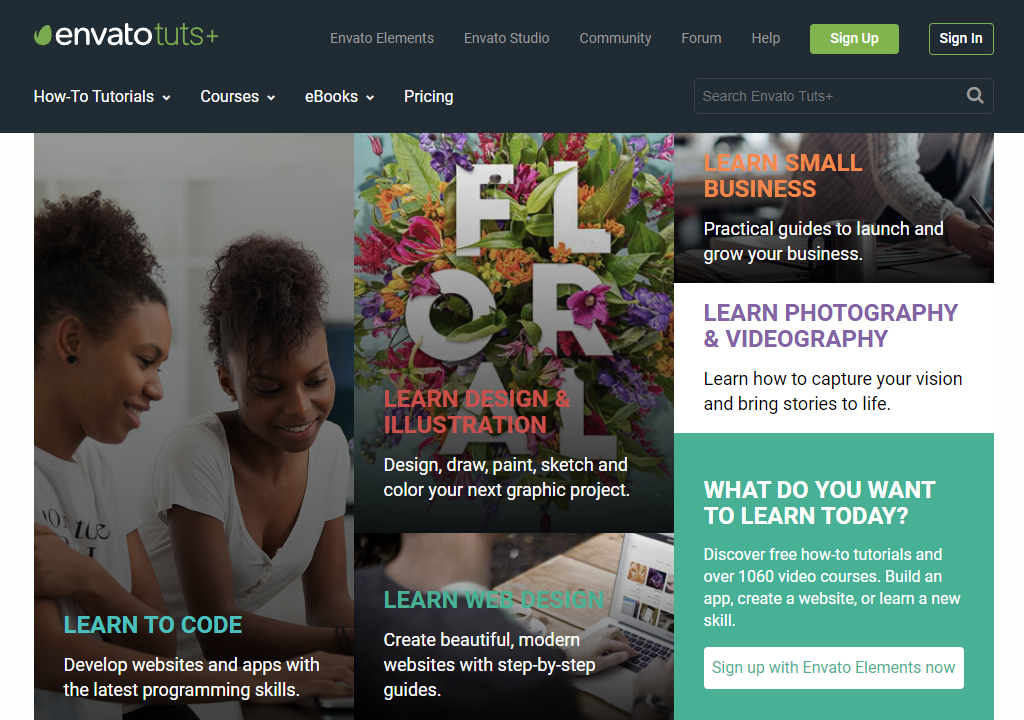 envatotuts+
Envato Elements
Envato Studio
Community
Forum
Help
Sign Up
Sign In
How-To Tutorials
Courses
eBooks
Pricing
Search Envato Tuts+
LEARN TO CODE
Develop websites and apps with
the latest programming skills.
FL
OR
AL
LEARN DESIGN &
ILLUSTRATION
Design, draw, paint, sketch and
color your next graphic project.
LEARN WEB DESIGN
Create beautiful, modern
websites with step-by-step
guides.
LEARN SMALL
BUSINESS
Practical guides to launch and
grow your business.
LEARN PHOTOGRAPHY
& VIDEOGRAPHY
Learn how to capture your vision
and bring stories to life.
WHAT DO YOU WANT
TO LEARN TODAY?
Discover free how-to tutorials and
over 1060 video courses. Build an
app, create a website, or learn a new
skill.
Sign up with Envato Elements now